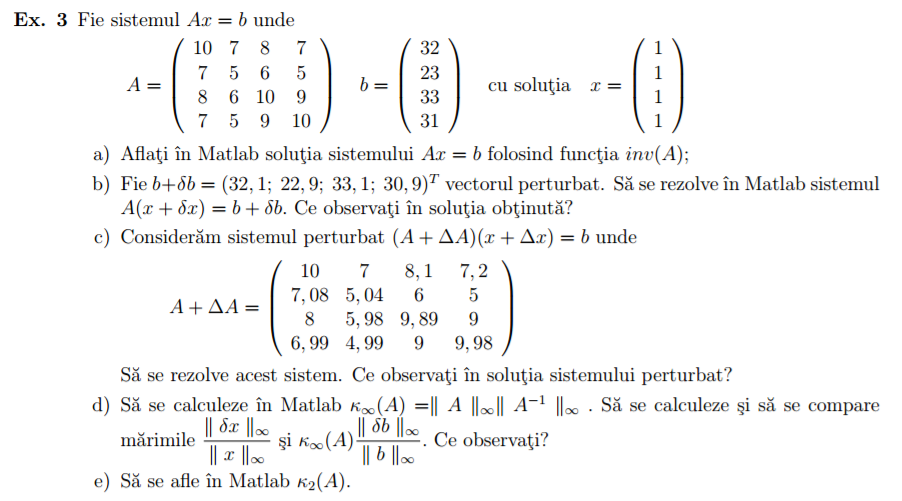 Ex. 3 Fie sistemul Ax = b unde
A = ( 10 7 8 7 ; 7 5 6 5 ; 8 6 10 9 ; 7 5 9 10 ) b = ( 32 ; 23 ; 33 ; 31 ) cu soluţia x = ( 1 ; 1 ; 1 ; 1 )
a) Aflaţi în Matlab soluţia sistemului Ax = b folosind funcţia inv(A);
b) Fie b+δb = (32, 1; 22, 9; 33, 1; 30, 9)ᵀ vectorul perturbat. Să se rezolve în Matlab sistemul
A(x + δx) = b + δb. Ce observaţi în soluţia obţinută?
c) Considerăm sistemul perturbat (A + ΔA)(x + Δx) = b unde
A + ΔA = ( 10 7 8, 1 7, 2 ; 7, 08 5, 04 6 5 ; 8 5, 98 9, 89 9 ; 6, 99 4, 99 9 9, 98 )
Să se rezolve acest sistem. Ce observaţi în soluţia sistemului perturbat?
d) Să se calculeze în Matlab κ∞(A) =‖ A ‖∞‖ A⁻¹ ‖∞ . Să se calculeze şi să se compare
mărimile ‖ δx ‖∞ / ‖ x ‖∞ şi κ∞(A) ‖ δb ‖∞ / ‖ b ‖∞. Ce observaţi?
e) Să se afle în Matlab κ₂(A).